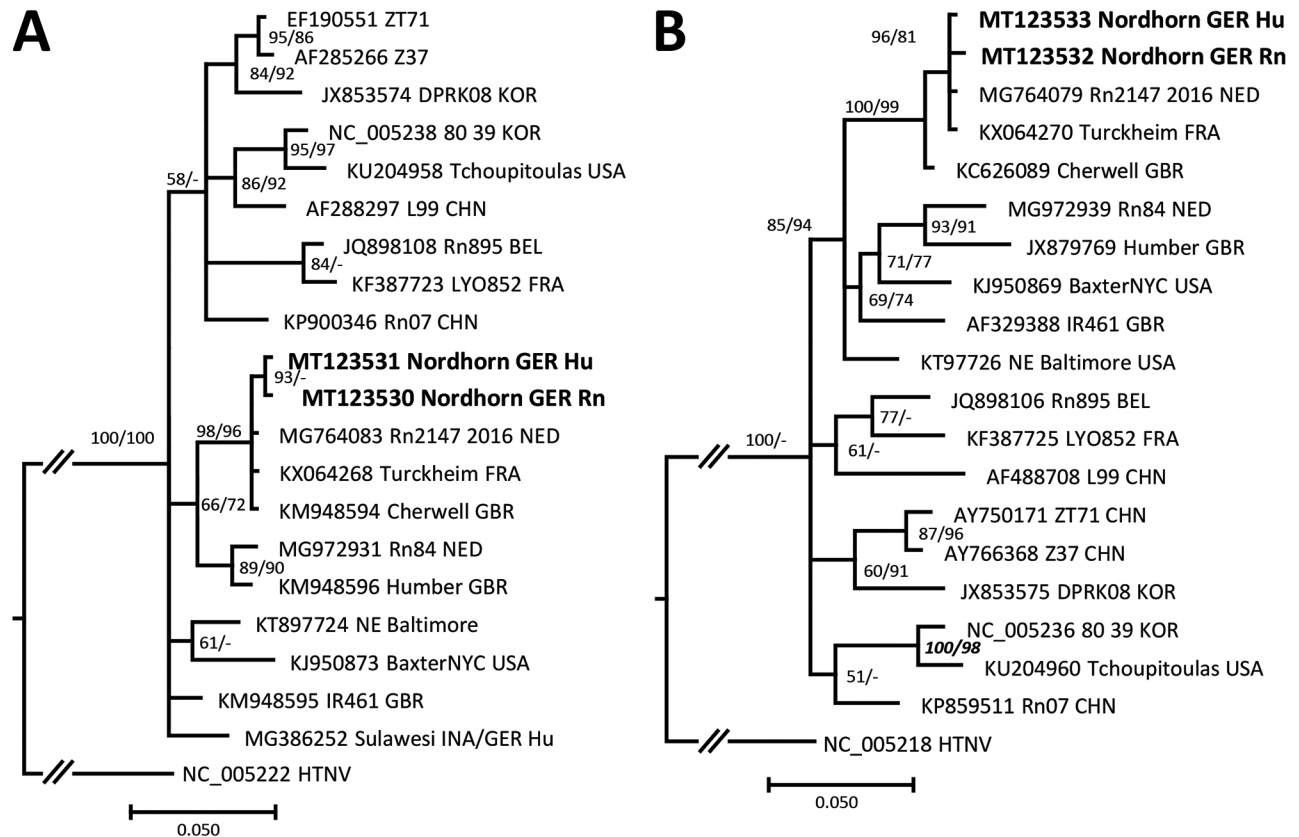 A
EF190551 ZT71
95/86
AF285266 Z37
84/92
JX853574 DPRK08 KOR
NC_005238 80 39 KOR
95/97
KU204958 Tchoupitoulas USA
58/-
86/92
AF288297 L99 CHN
JQ898108 Rn895 BEL
84/-
KF387723 LYO852 FRA
KP900346 Rn07 CHN
MT123531 Nordhorn GER Hu
93/-
MT123530 Nordhorn GER Rn
98/96
MG764083 Rn2147 2016 NED
100/100
KX064268 Turckheim FRA
66/72
KM948594 Cherwell GBR
MG972931 Rn84 NED
89/90
KM948596 Humber GBR
KT897724 NE Baltimore
61/-
KJ950873 BaxterNYC USA
KM948595 IR461 GBR
MG386252 Sulawesi INA/GER Hu
NC_005222 HTNV
0.050
B
MT123533 Nordhorn GER Hu
96/81
MT123532 Nordhorn GER Rn
MG764079 Rn2147 2016 NED
100/99
KX064270 Turckheim FRA
KC626089 Cherwell GBR
MG972939 Rn84 NED
85/94
93/91
JX879769 Humber GBR
71/77
KJ950869 BaxterNYC USA
69/74
AF329388 IR461 GBR
KT97726 NE Baltimore USA
JQ898106 Rn895 BEL
77/-
KF387725 LYO852 FRA
100/-
61/-
AF488708 L99 CHN
AY750171 ZT71 CHN
87/96
AY766368 Z37 CHN
60/91
JX853575 DPRK08 KOR
NC_005236 80 39 KOR
100/98
KU204960 Tchoupitoulas USA
51/-
KP859511 Rn07 CHN
NC_005218 HTNV
0.050